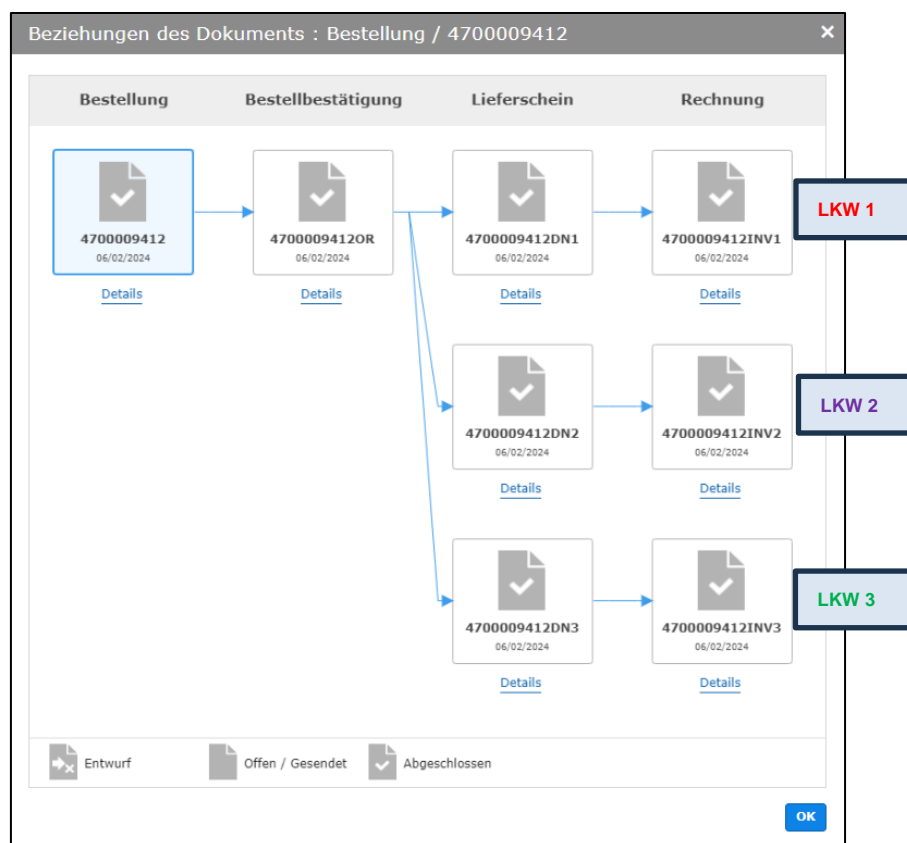 Beziehungen des Dokuments : Bestellung / 4700009412
×
Bestellung Bestellbestätigung Lieferschein Rechnung
4700009412 4700009412OR 4700009412DN1 4700009412INV1 LKW 1
06/02/2024 06/02/2024 06/02/2024 06/02/2024
Details Details Details Details
4700009412DN2 4700009412INV2 LKW 2
06/02/2024 06/02/2024
Details Details
4700009412DN3 4700009412INV3 LKW 3
06/02/2024 06/02/2024
Details Details
Entwurf Offen / Gesendet Abgeschlossen
OK